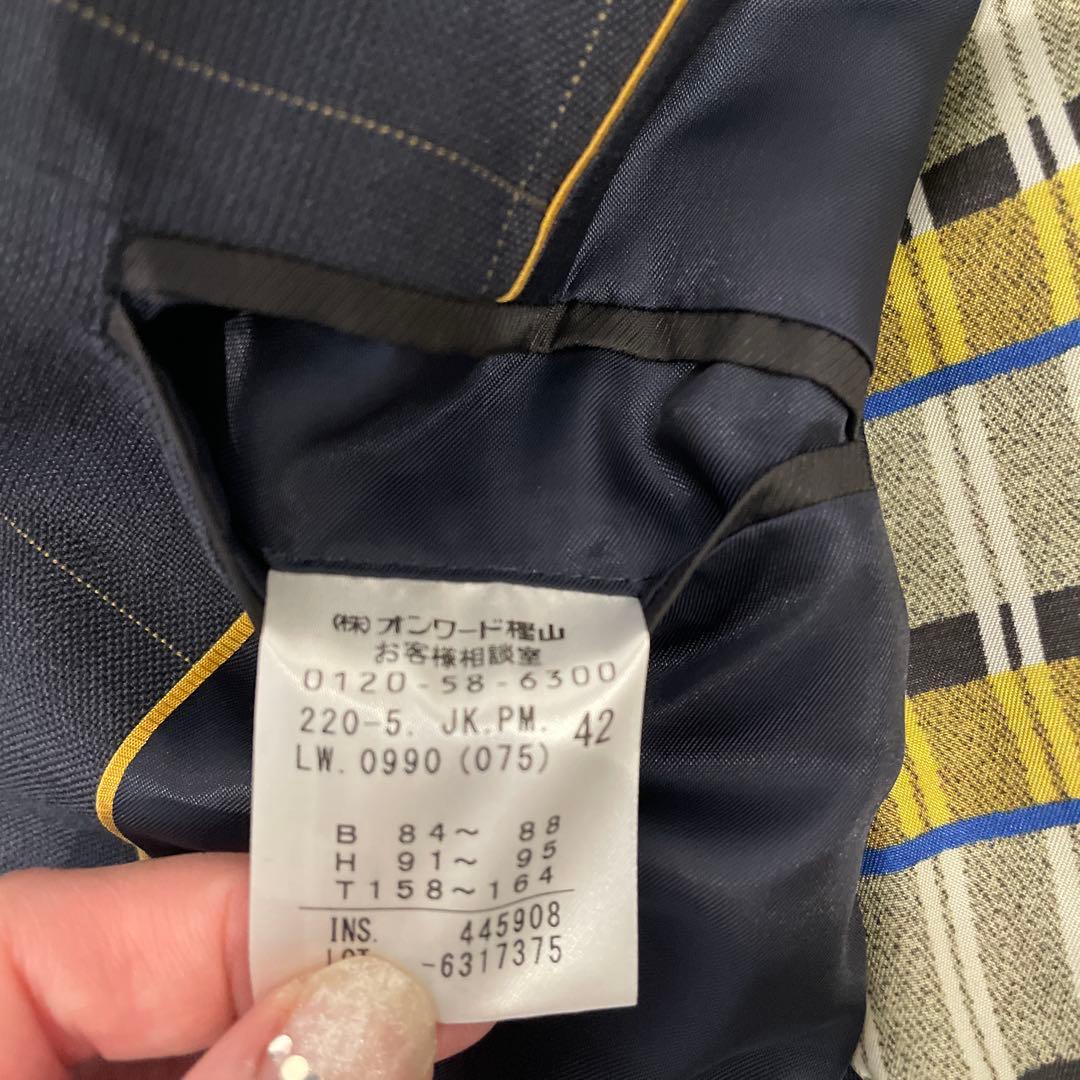 (株)オンワード樫山
お客様相談室
0120-58-6300
220-5. JK.PM. 42
LW. 0990 (075)
B 84~ 88
H 91~ 95
T158~164
INS. 445908
LOT -6317375